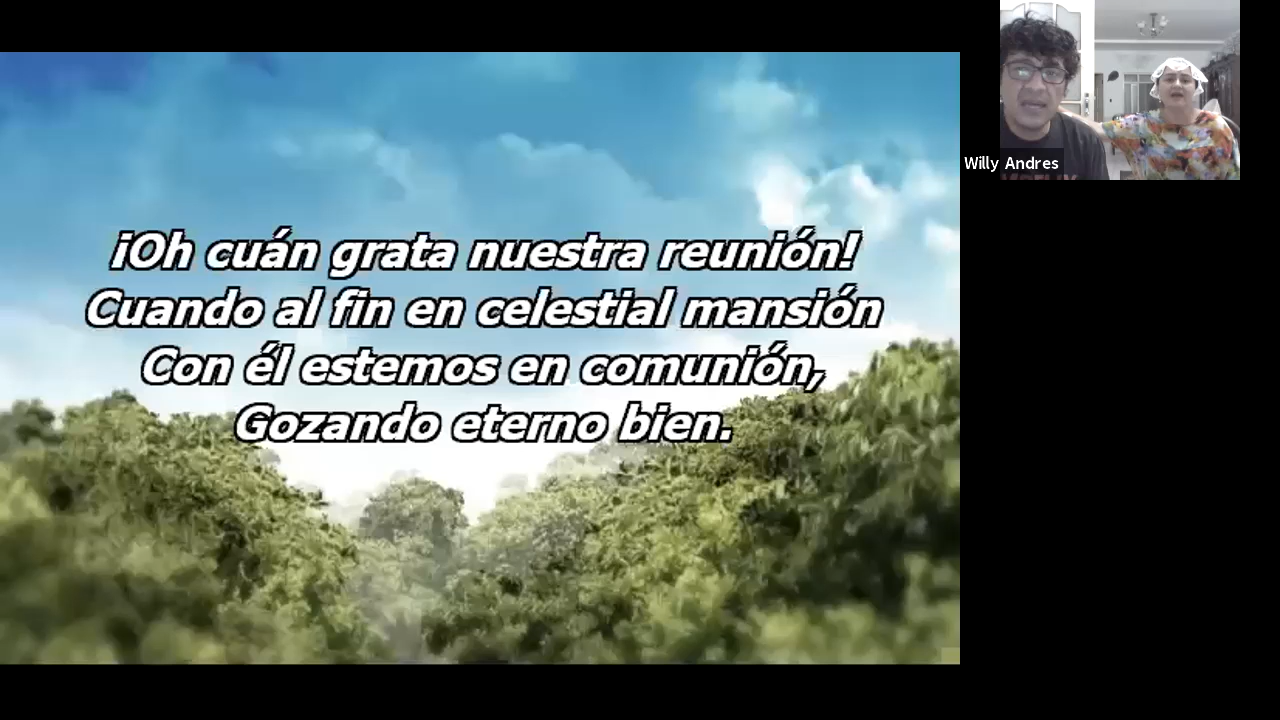 ¡Oh cuán grata nuestra reunión!
Cuando al fin en celestial mansión
Con él estemos en comunión,
Gozando eterno bien.
Willy Andres